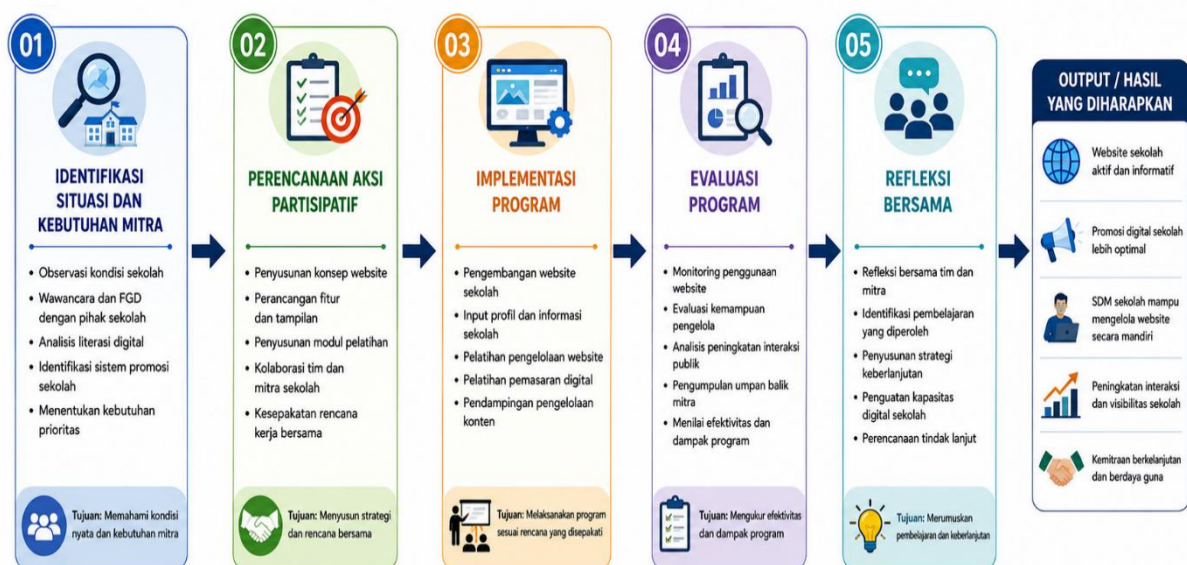 01
IDENTIFIKASI
SITUASI DAN
KEBUTUHAN MITRA
• Observasi kondisi sekolah
• Wawancara dan FGD
dengan pihak sekolah
• Analisis literasi digital
• Identifikasi sistem promosi
sekolah
• Menentukan kebutuhan
prioritas
Tujuan: Memahami kondisi
nyata dan kebutuhan mitra
02
PERENCANAAN AKSI
PARTISIPATIF
• Penyusunan konsep website
• Perancangan fitur
dan tampilan
• Penyusunan modul pelatihan
• Kolaborasi tim dan
mitra sekolah
• Kesepakatan rencana
kerja bersama
Tujuan: Menyusun strategi
dan rencana bersama
03
IMPLEMENTASI
PROGRAM
• Pengembangan website
sekolah
• Input profil dan informasi
sekolah
• Pelatihan pengelolaan website
• Pelatihan pemasaran digital
• Pendampingan pengelolaan
konten
Tujuan: Melaksanakan program
sesuai rencana yang disepakati
04
EVALUASI
PROGRAM
• Monitoring penggunaan
website
• Evaluasi kemampuan
pengelola
• Analisis peningkatan interaksi
publik
• Pengumpulan umpan balik
mitra
• Menilai efektivitas dan
dampak program
Tujuan: Mengukur efektivitas
dan dampak program
05
REFLEKSI
BERSAMA
• Refleksi bersama tim dan
mitra
• Identifikasi pembelajaran
yang diperoleh
• Penyusunan strategi
keberlanjutan
• Penguatan kapasitas
digital sekolah
• Perencanaan tindak lanjut
Tujuan: Merumuskan
pembelajaran dan keberlanjutan
OUTPUT / HASIL
YANG DIHARAPKAN
Website sekolah
aktif dan informatif
Promosi digital sekolah
lebih optimal
SDM sekolah mampu
mengelola website
secara mandiri
Peningkatan interaksi
dan visibilitas sekolah
Kemitraan berkelanjutan
dan berdaya guna